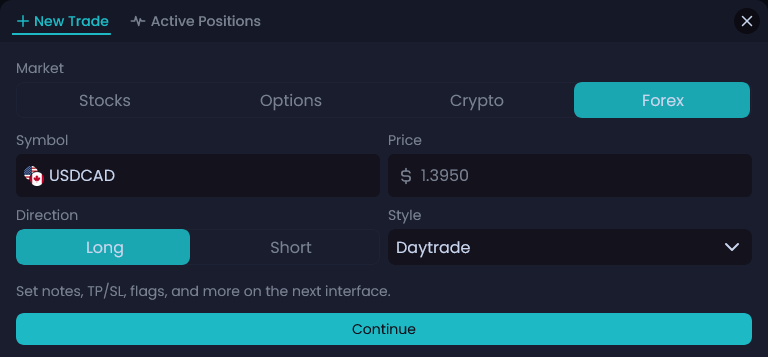 New Trade Active Positions
Market
Stocks Options Crypto Forex
Symbol Price
USDCAD $ 1.3950
Direction Style
Long Short Daytrade
Set notes, TP/SL, flags, and more on the next interface.
Continue